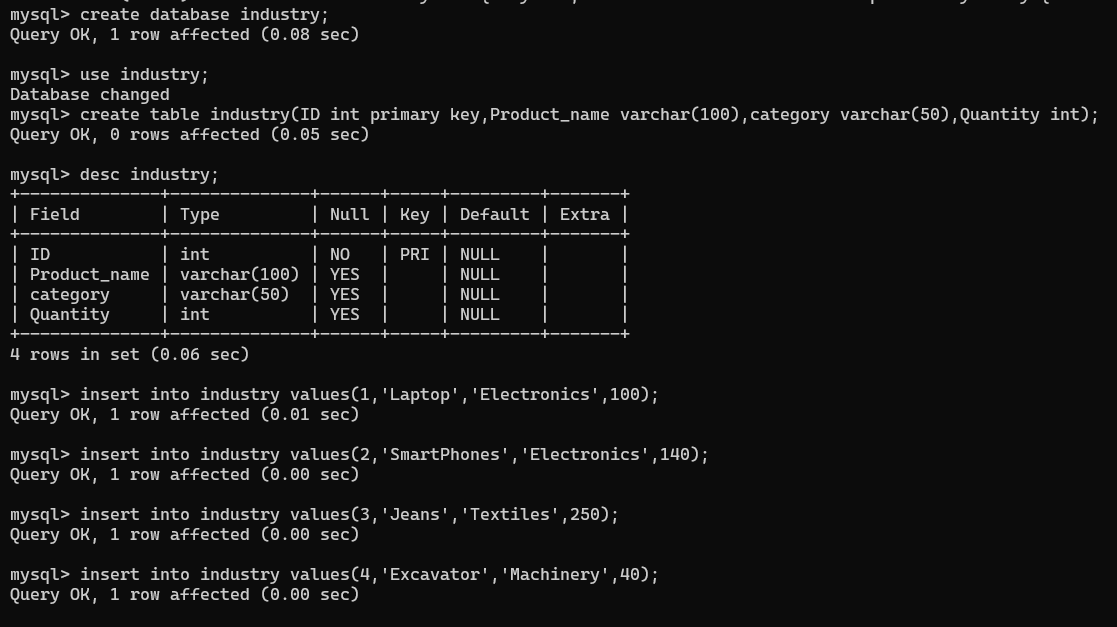 mysql> create database industry;
Query OK, 1 row affected (0.08 sec)
mysql> use industry;
Database changed
mysql> create table industry(ID int primary key,Product_name varchar(100),category varchar(50),Quantity int);
Query OK, 0 rows affected (0.05 sec)
mysql> desc industry;
+--------------+--------------+------+-----+---------+-------+
| Field        | Type         | Null | Key | Default | Extra |
+--------------+--------------+------+-----+---------+-------+
| ID           | int          | NO   | PRI | NULL    |       |
| Product_name | varchar(100) | YES  |     | NULL    |       |
| category     | varchar(50)  | YES  |     | NULL    |       |
| Quantity     | int          | YES  |     | NULL    |       |
+--------------+--------------+------+-----+---------+-------+
4 rows in set (0.06 sec)
mysql> insert into industry values(1,'Laptop','Electronics',100);
Query OK, 1 row affected (0.01 sec)
mysql> insert into industry values(2,'SmartPhones','Electronics',140);
Query OK, 1 row affected (0.00 sec)
mysql> insert into industry values(3,'Jeans','Textiles',250);
Query OK, 1 row affected (0.00 sec)
mysql> insert into industry values(4,'Excavator','Machinery',40);
Query OK, 1 row affected (0.00 sec)